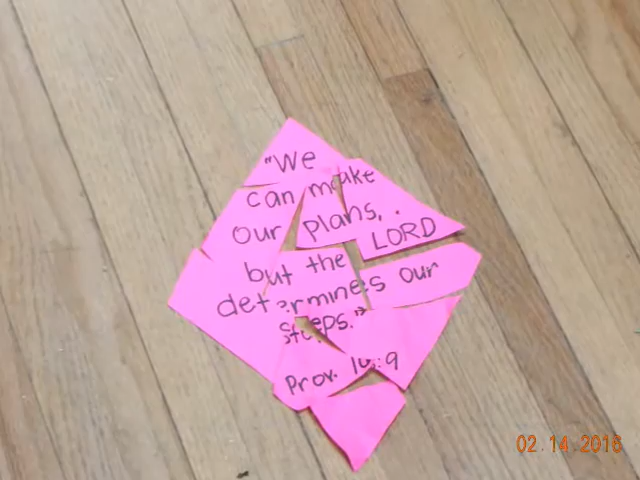 "We
can make
our plans,
LORD
but the
determines our
steps."
Prov. 16:9
02.14.2016